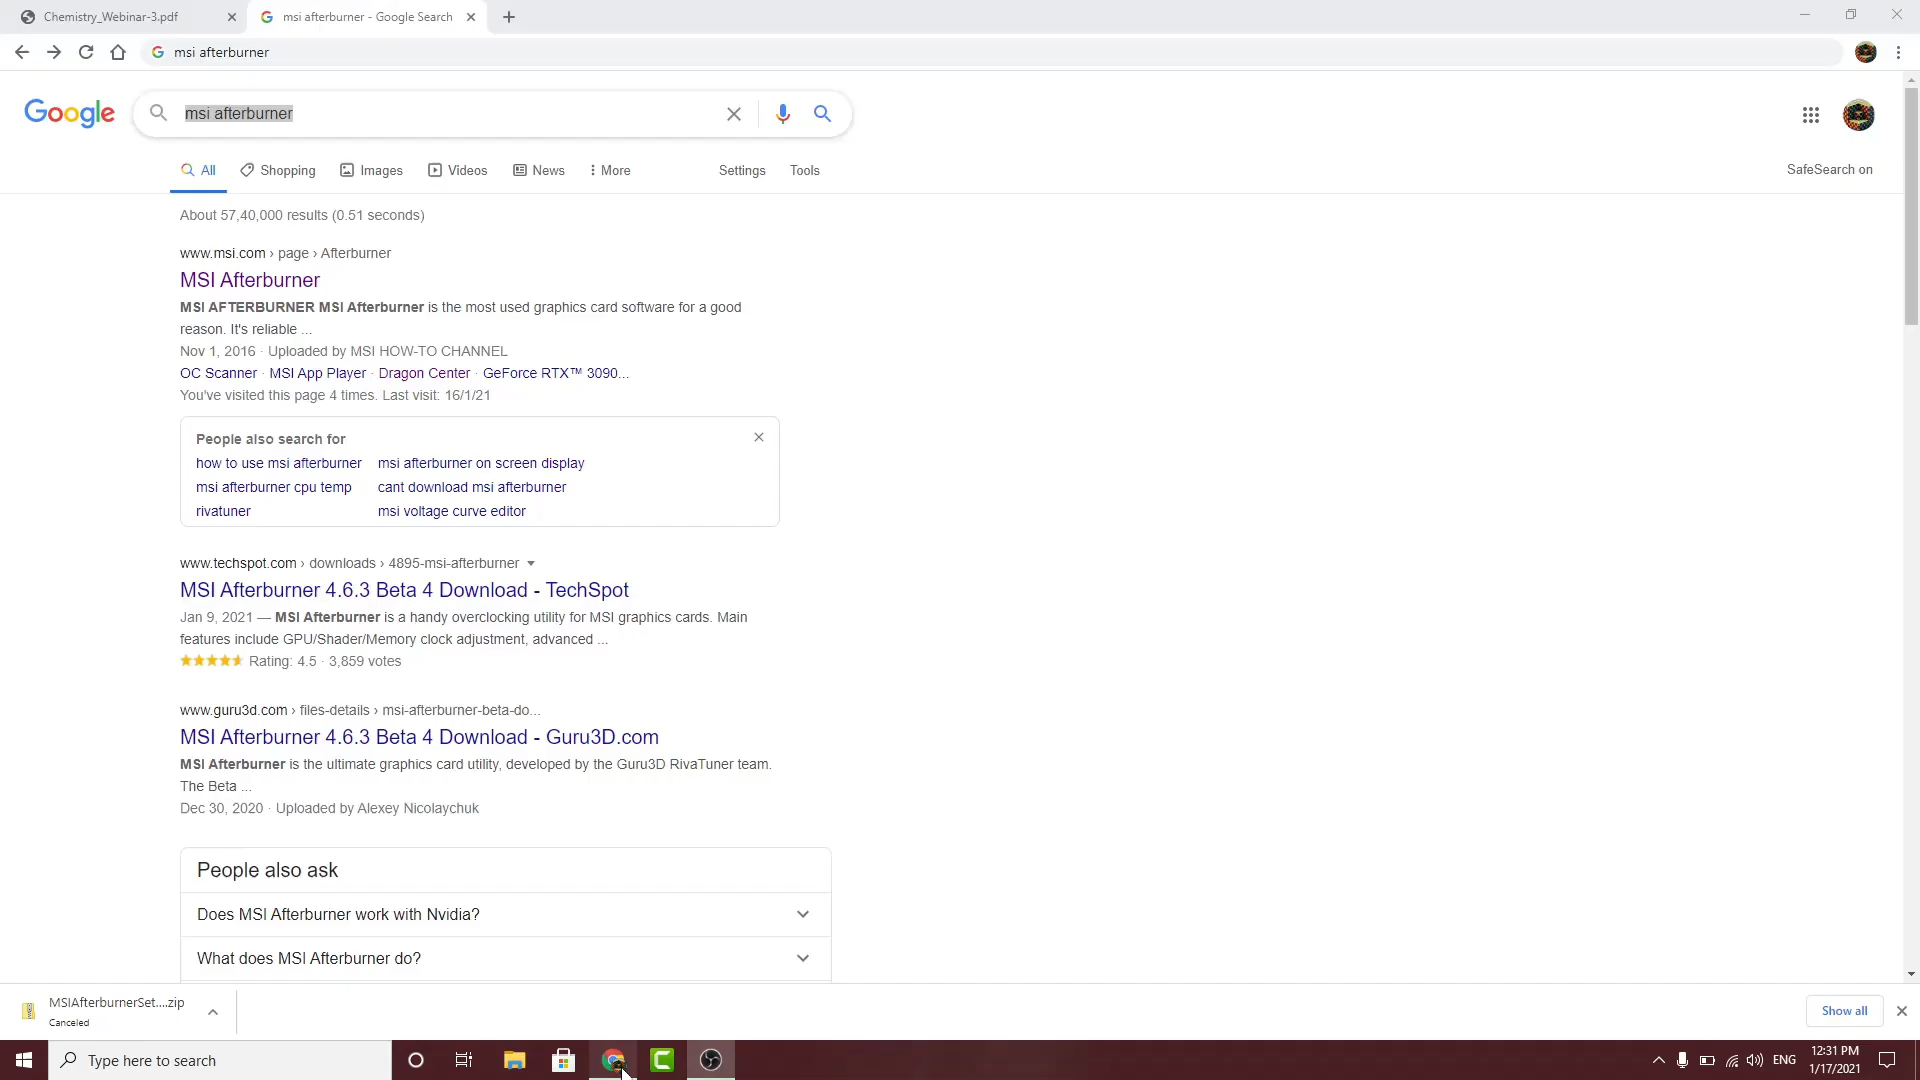 Chemistry_Webinar-3.pdf
msi afterburner - Google Search
msi afterburner
Google
msi afterburner
All
Shopping
Images
Videos
News
More
Settings
Tools
SafeSearch on
About 57,40,000 results (0.51 seconds)
www.msi.com › page › Afterburner
MSI Afterburner
MSI AFTERBURNER MSI Afterburner is the most used graphics card software for a good
reason. It's reliable ...
Nov 1, 2016 · Uploaded by MSI HOW-TO CHANNEL
OC Scanner · MSI App Player · Dragon Center · GeForce RTX™ 3090...
You've visited this page 4 times. Last visit: 16/1/21
People also search for
how to use msi afterburner
msi afterburner on screen display
msi afterburner cpu temp
cant download msi afterburner
rivatuner
msi voltage curve editor
www.techspot.com › downloads › 4895-msi-afterburner
MSI Afterburner 4.6.3 Beta 4 Download - TechSpot
Jan 9, 2021 — MSI Afterburner is a handy overclocking utility for MSI graphics cards. Main
features include GPU/Shader/Memory clock adjustment, advanced ...
Rating: 4.5 · 3,859 votes
www.guru3d.com › files-details › msi-afterburner-beta-do...
MSI Afterburner 4.6.3 Beta 4 Download - Guru3D.com
MSI Afterburner is the ultimate graphics card utility, developed by the Guru3D RivaTuner team.
The Beta ...
Dec 30, 2020 · Uploaded by Alexey Nicolaychuk
People also ask
Does MSI Afterburner work with Nvidia?
What does MSI Afterburner do?
MSIAfterburnerSet....zip
Canceled
Show all
Type here to search
ENG
12:31 PM
1/17/2021